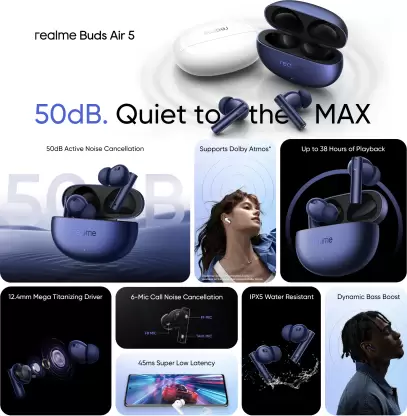 realme Buds Air 5
50dB. Quiet to the MAX
50dB Active Noise Cancellation
50DB
Supports Dolby Atmos*
Up to 38 Hours of Playback
12.4mm Mega Titanizing Driver
6-Mic Call Noise Cancellation
45ms Super Low Latency
IPX5 Water Resistant
Dynamic Bass Boost